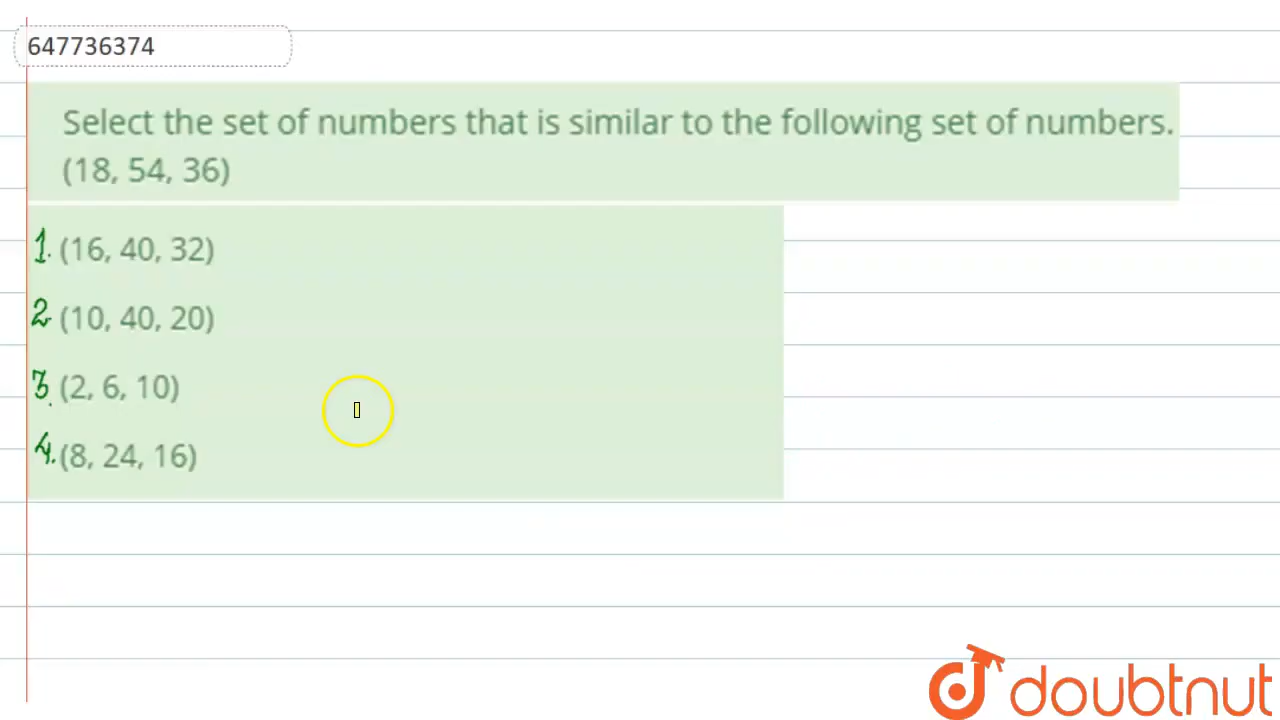 647736374
Select the set of numbers that is similar to the following set of numbers.
(18, 54, 36)
1. (16, 40, 32)
2. (10, 40, 20)
3. (2, 6, 10)
4. (8, 24, 16)
doubtnut